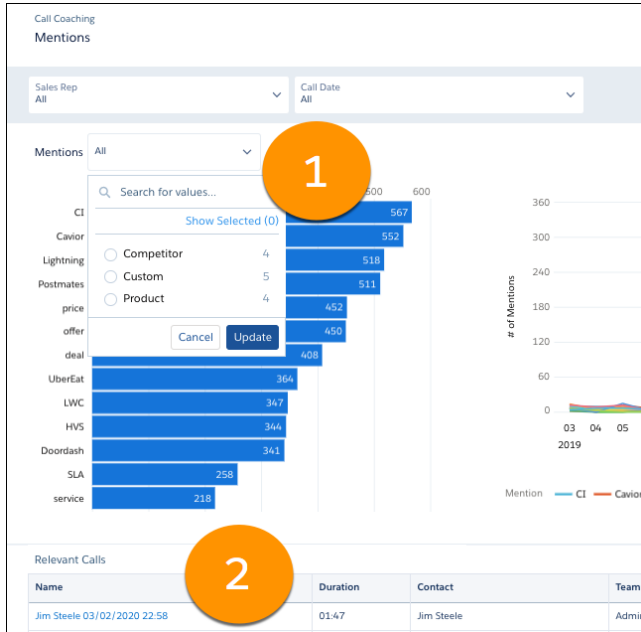 Call Coaching
Mentions
Sales Rep
All
Call Date
All
Mentions All
1
Search for values...
Show Selected (0)
Competitor 4
Custom 5
Product 4
Cancel Update
500 600
CI 567
Cavior 552
Lightning 518
Postmates 511
price 452
offer 450
deal 408
UberEat 364
LWC 347
HVS 344
Doordash 341
SLA 258
service 218
# of Mentions
360
300
240
180
120
60
0
03 04 05
2019
Mention CI Cavior
Relevant Calls
2
Name Duration Contact Team
Jim Steele 03/02/2020 22:58 01:47 Jim Steele